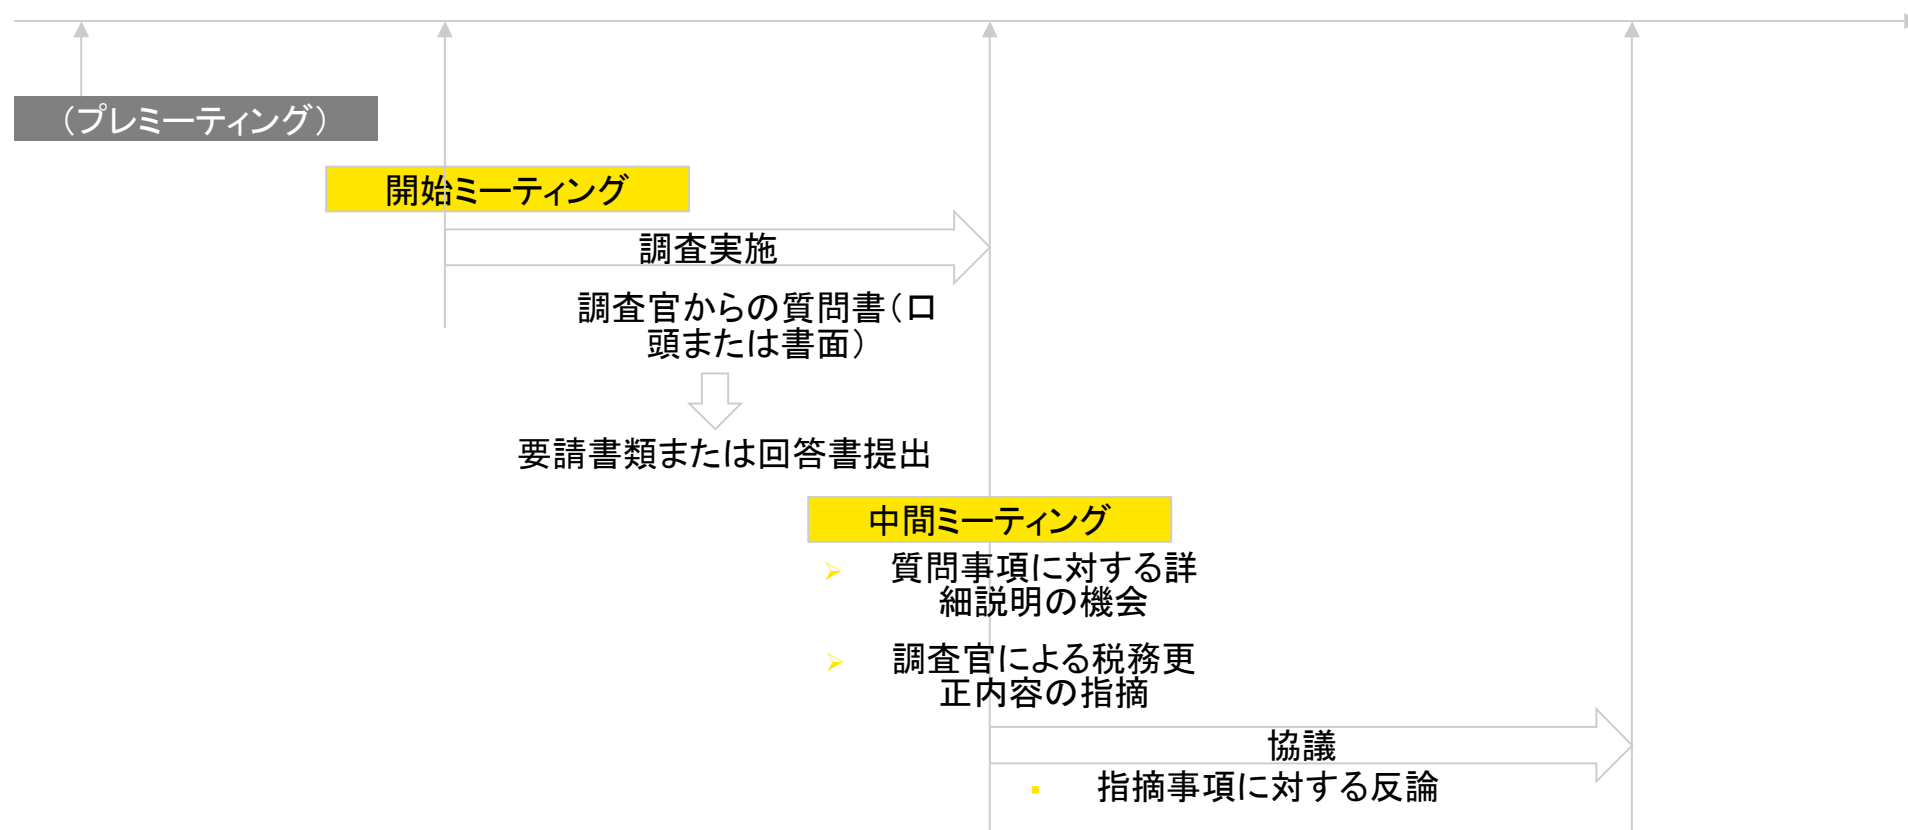 （プレミーティング）
開始ミーティング
調査実施
調査官からの質問書（口
頭または書面）
要請書類または回答書提出
中間ミーティング
質問事項に対する詳
細説明の機会
調査官による税務更
正内容の指摘
協議
指摘事項に対する反論